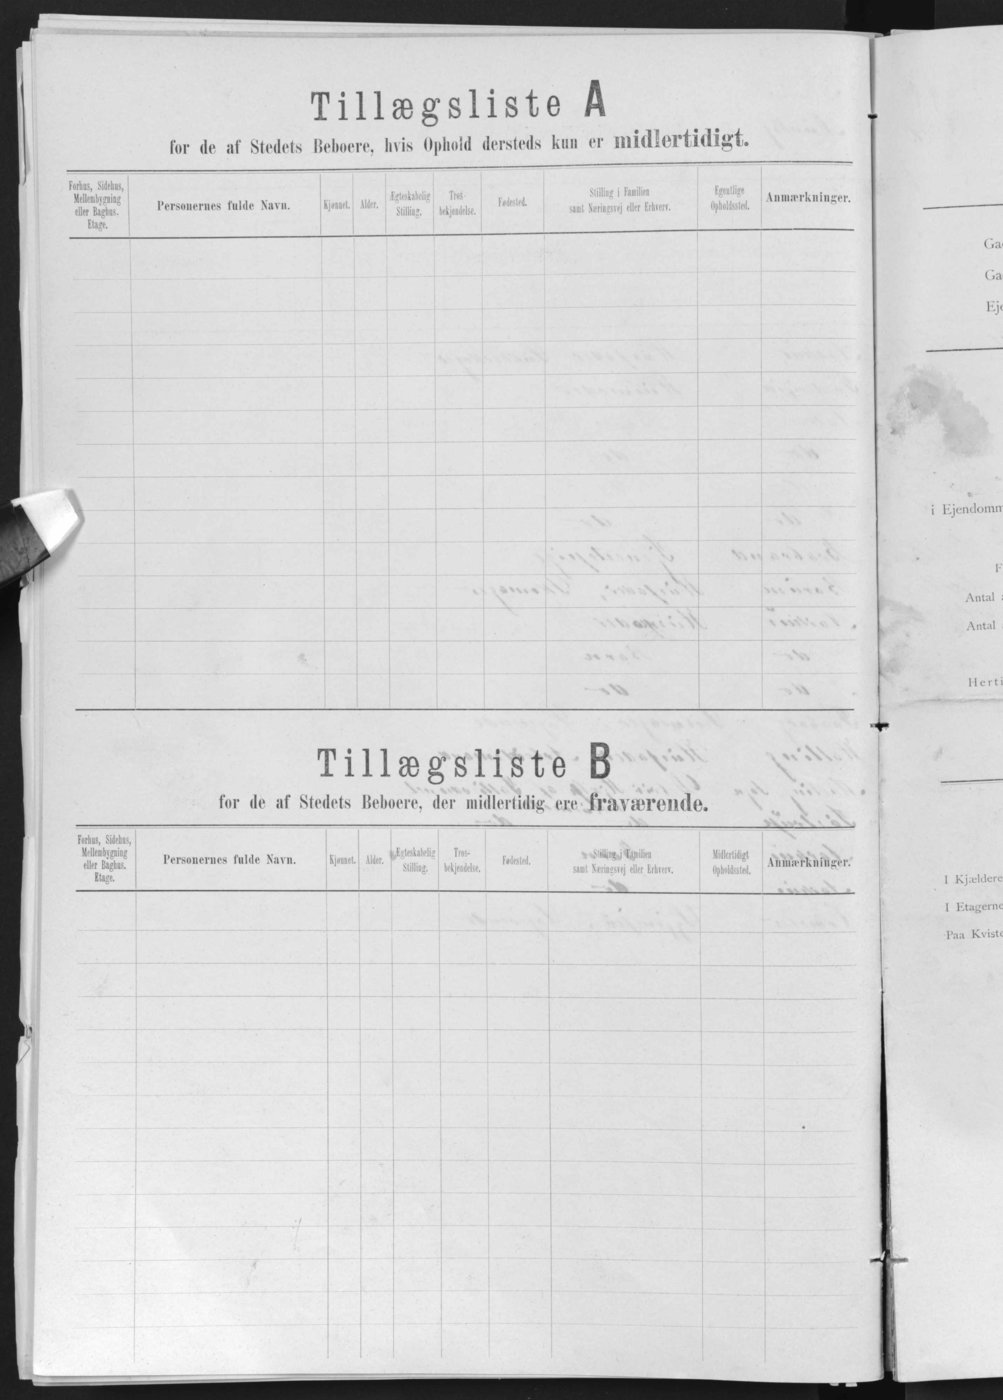 Tillægsliste A
for de af Stedets Beboere, hvis Ophold dersteds kun er midlertidigt.
Forhus, Sidehus, Mellembygning eller Baghus. Etage.
Personernes fulde Navn.
Kjønnet.
Alder.
Ægteskabelig Stilling.
Tros-bekjendelse.
Fødested.
Stilling i Familien samt Næringsvej eller Erhverv.
Egentlige Opholdssted.
Anmærkninger.
Tillægsliste B
for de af Stedets Beboere, der midlertidig ere fraværende.
Forhus, Sidehus, Mellembygning eller Baghus. Etage.
Personernes fulde Navn.
Kjønnet.
Alder.
Ægteskabelig Stilling.
Tros-bekjendelse.
Fødested.
Stilling i Familien samt Næringsvej eller Erhverv.
Midlertidigt Opholdssted.
Anmærkninger.
Ga
Ga
Ej
i Ejendomm
F
Antal
Antal
Herti
I Kjældere
I Etagerne
Paa Kviste